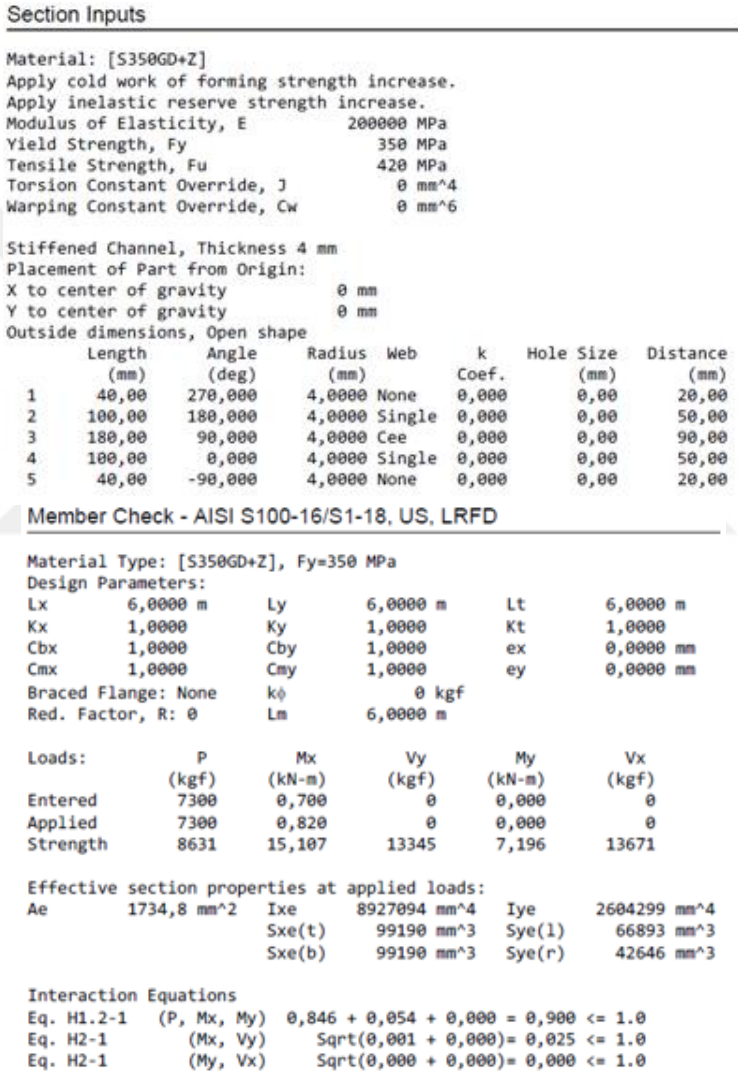 Section Inputs
Material: [S350GD+Z]
Apply cold work of forming strength increase.
Apply inelastic reserve strength increase.
Modulus of Elasticity, E 200000 MPa
Yield Strength, Fy 350 MPa
Tensile Strength, Fu 420 MPa
Torsion Constant Override, J 0 mm^4
Warping Constant Override, Cw 0 mm^6
Stiffened Channel, Thickness 4 mm
Placement of Part from Origin:
X to center of gravity 0 mm
Y to center of gravity 0 mm
Outside dimensions, Open shape
Length Angle Radius Web k Hole Size Distance
(mm) (deg) (mm) Coef. (mm) (mm)
1 40,00 270,000 4,0000 None 0,000 0,00 20,00
2 100,00 180,000 4,0000 Single 0,000 0,00 50,00
3 180,00 90,000 4,0000 Cee 0,000 0,00 90,00
4 100,00 0,000 4,0000 Single 0,000 0,00 50,00
5 40,00 -90,000 4,0000 None 0,000 0,00 20,00
Member Check - AISI S100-16/S1-18, US, LRFD
Material Type: [S350GD+Z], Fy=350 MPa
Design Parameters:
Lx 6,0000 m Ly 6,0000 m Lt 6,0000 m
Kx 1,0000 Ky 1,0000 Kt 1,0000
Cbx 1,0000 Cby 1,0000 ex 0,0000 mm
Cmx 1,0000 Cmy 1,0000 ey 0,0000 mm
Braced Flange: None kϕ 0 kgf
Red. Factor, R: 0 Lm 6,0000 m
Loads: P Mx Vy My Vx
(kgf) (kN-m) (kgf) (kN-m) (kgf)
Entered 7300 0,700 0 0,000 0
Applied 7300 0,820 0 0,000 0
Strength 8631 15,107 13345 7,196 13671
Effective section properties at applied loads:
Ae 1734,8 mm^2 Ixe 8927094 mm^4 Iye 2604299 mm^4
Sxe(t) 99190 mm^3 Sye(l) 66893 mm^3
Sxe(b) 99190 mm^3 Sye(r) 42646 mm^3
Interaction Equations
Eq. H1.2-1 (P, Mx, My) 0,846 + 0,054 + 0,000 = 0,900 <= 1.0
Eq. H2-1 (Mx, Vy) Sqrt(0,001 + 0,000)= 0,025 <= 1.0
Eq. H2-1 (My, Vx) Sqrt(0,000 + 0,000)= 0,000 <= 1.0